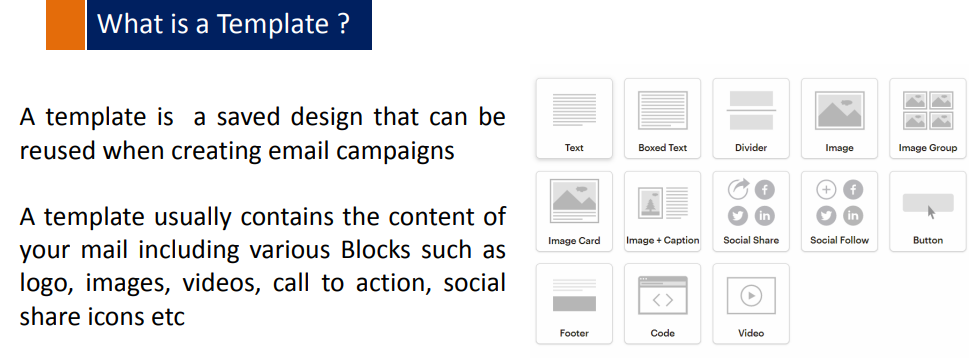 What is a Template ?
A template is a saved design that can be
reused when creating email campaigns
A template usually contains the content of
your mail including various Blocks such as
logo, images, videos, call to action, social
share icons etc
Text
Boxed Text
Divider
Image
Image Group
Image Card
Image + Caption
Social Share
Social Follow
Button
Footer
Code
Video